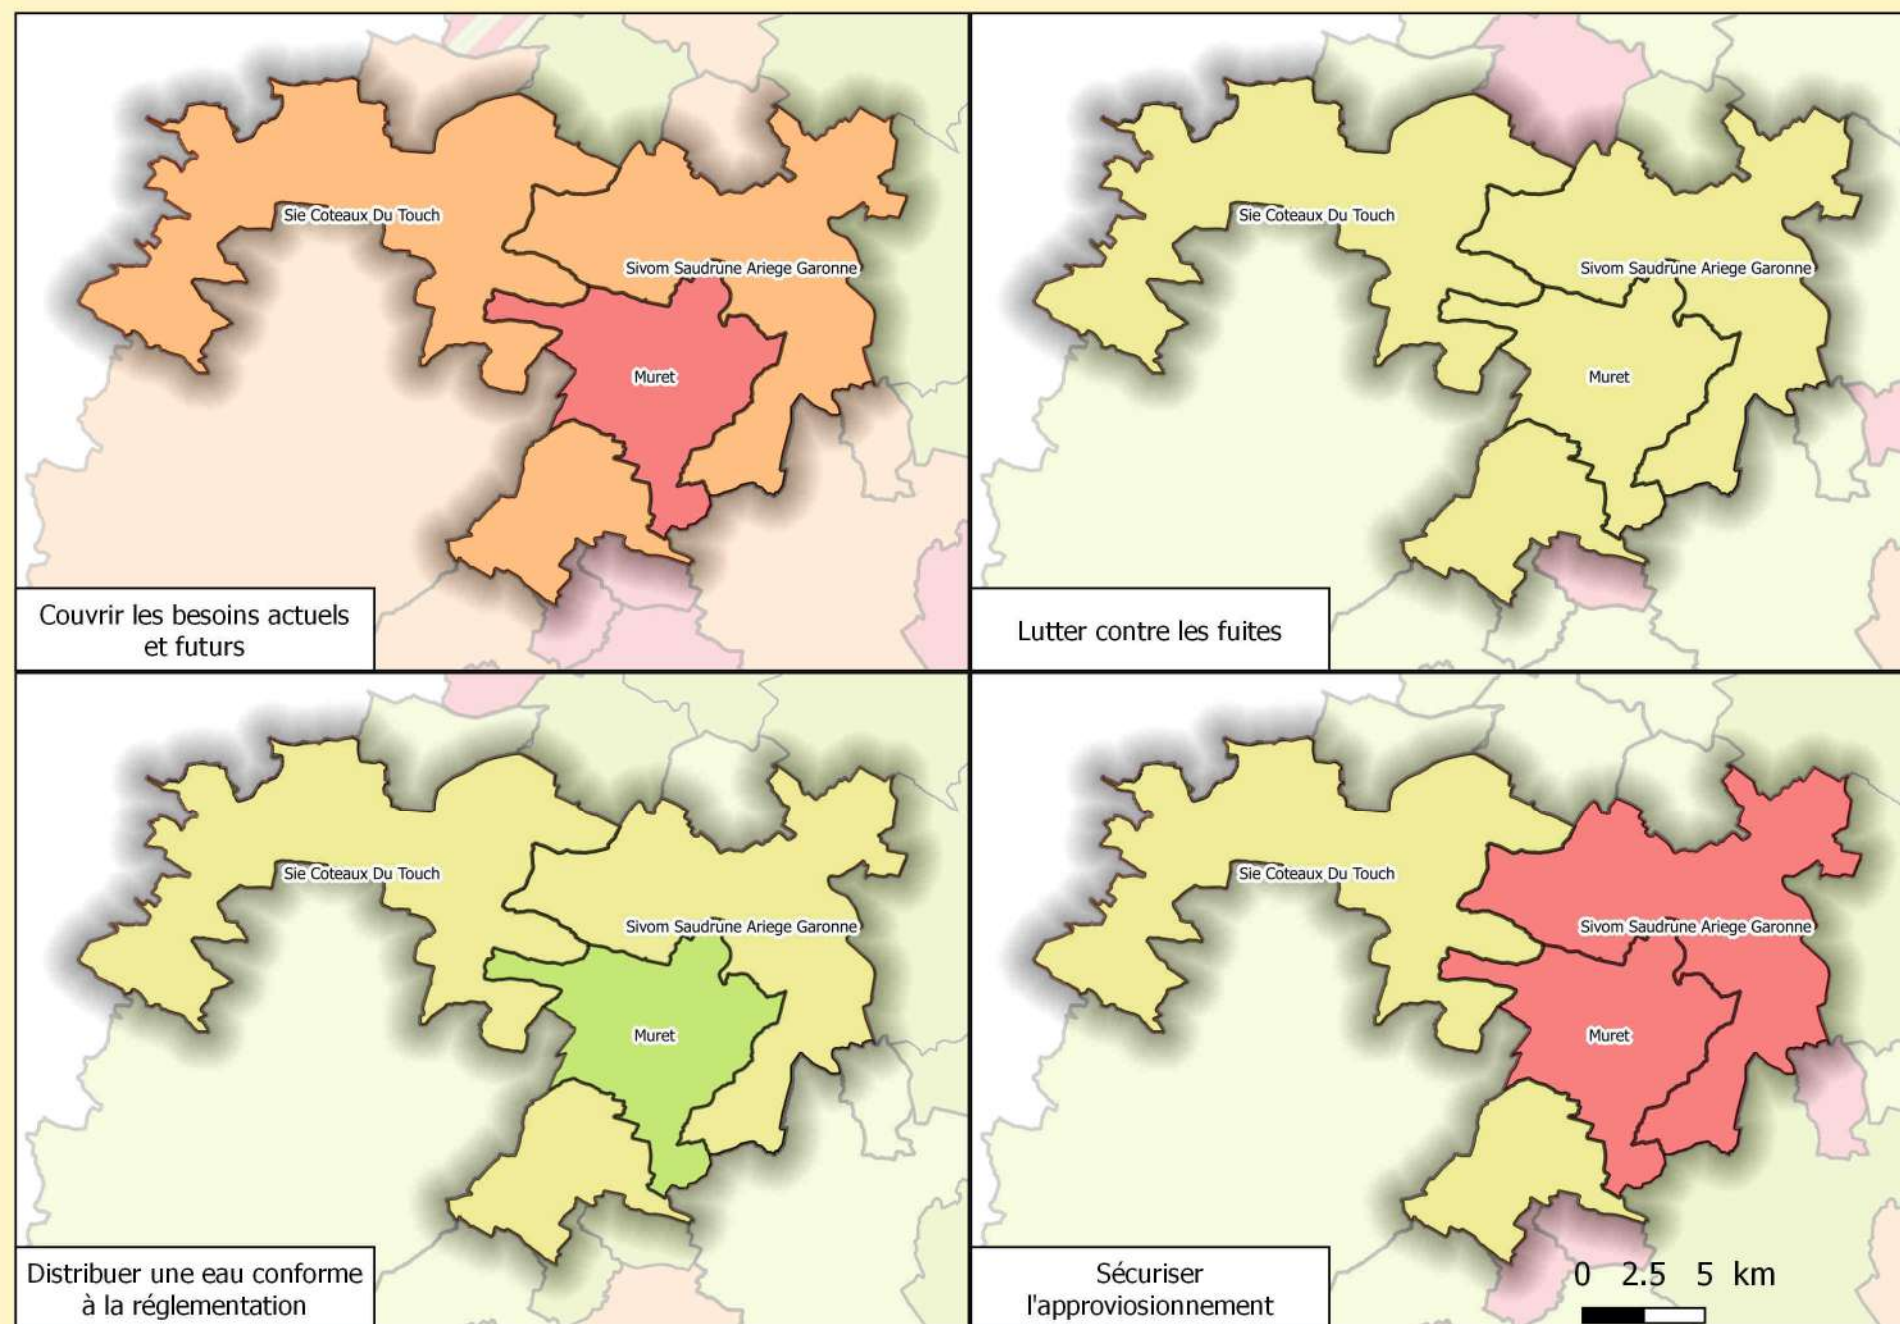 Sie Coteaux Du Touch
Sivom Saudrune Ariege Garonne
Muret
Couvrir les besoins actuels
et futurs
Sie Coteaux Du Touch
Sivom Saudrune Ariege Garonne
Muret
Lutter contre les fuites
Sie Coteaux Du Touch
Sivom Saudrune Ariege Garonne
Muret
Distribuer une eau conforme
à la réglementation
Sie Coteaux Du Touch
Sivom Saudrune Ariege Garonne
Muret
Sécuriser
l'approviosionnement
0 2.5 5 km